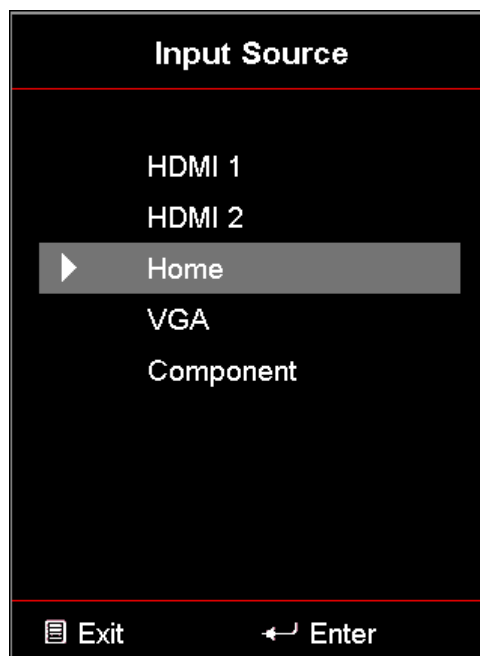 Input Source
HDMI 1
HDMI 2
Home
VGA
Component
Exit Enter